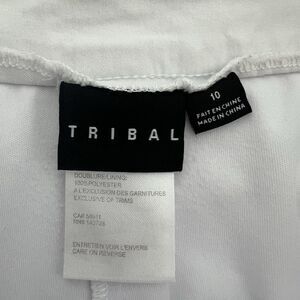 TRIBAL
10
FAIT EN CHINE
MADE IN CHINA
DOUBLURE/LINING:
100% POLYESTER
A L'EXCLUSION DES GARNITURES
EXCLUSIVE OF TRIMS
ENTRETIEN VOIR L'ENVERS
CARE ON REVERSE